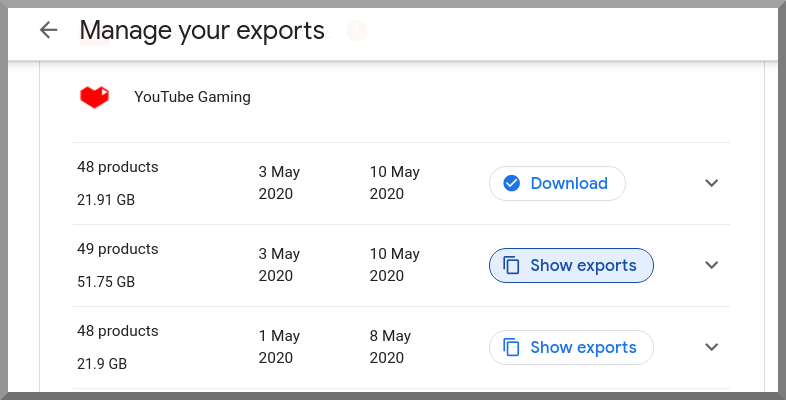 Manage your exports
YouTube Gaming
48 products
21.91 GB
3 May
2020
10 May
2020
Download
49 products
51.75 GB
3 May
2020
10 May
2020
Show exports
48 products
21.9 GB
1 May
2020
8 May
2020
Show exports